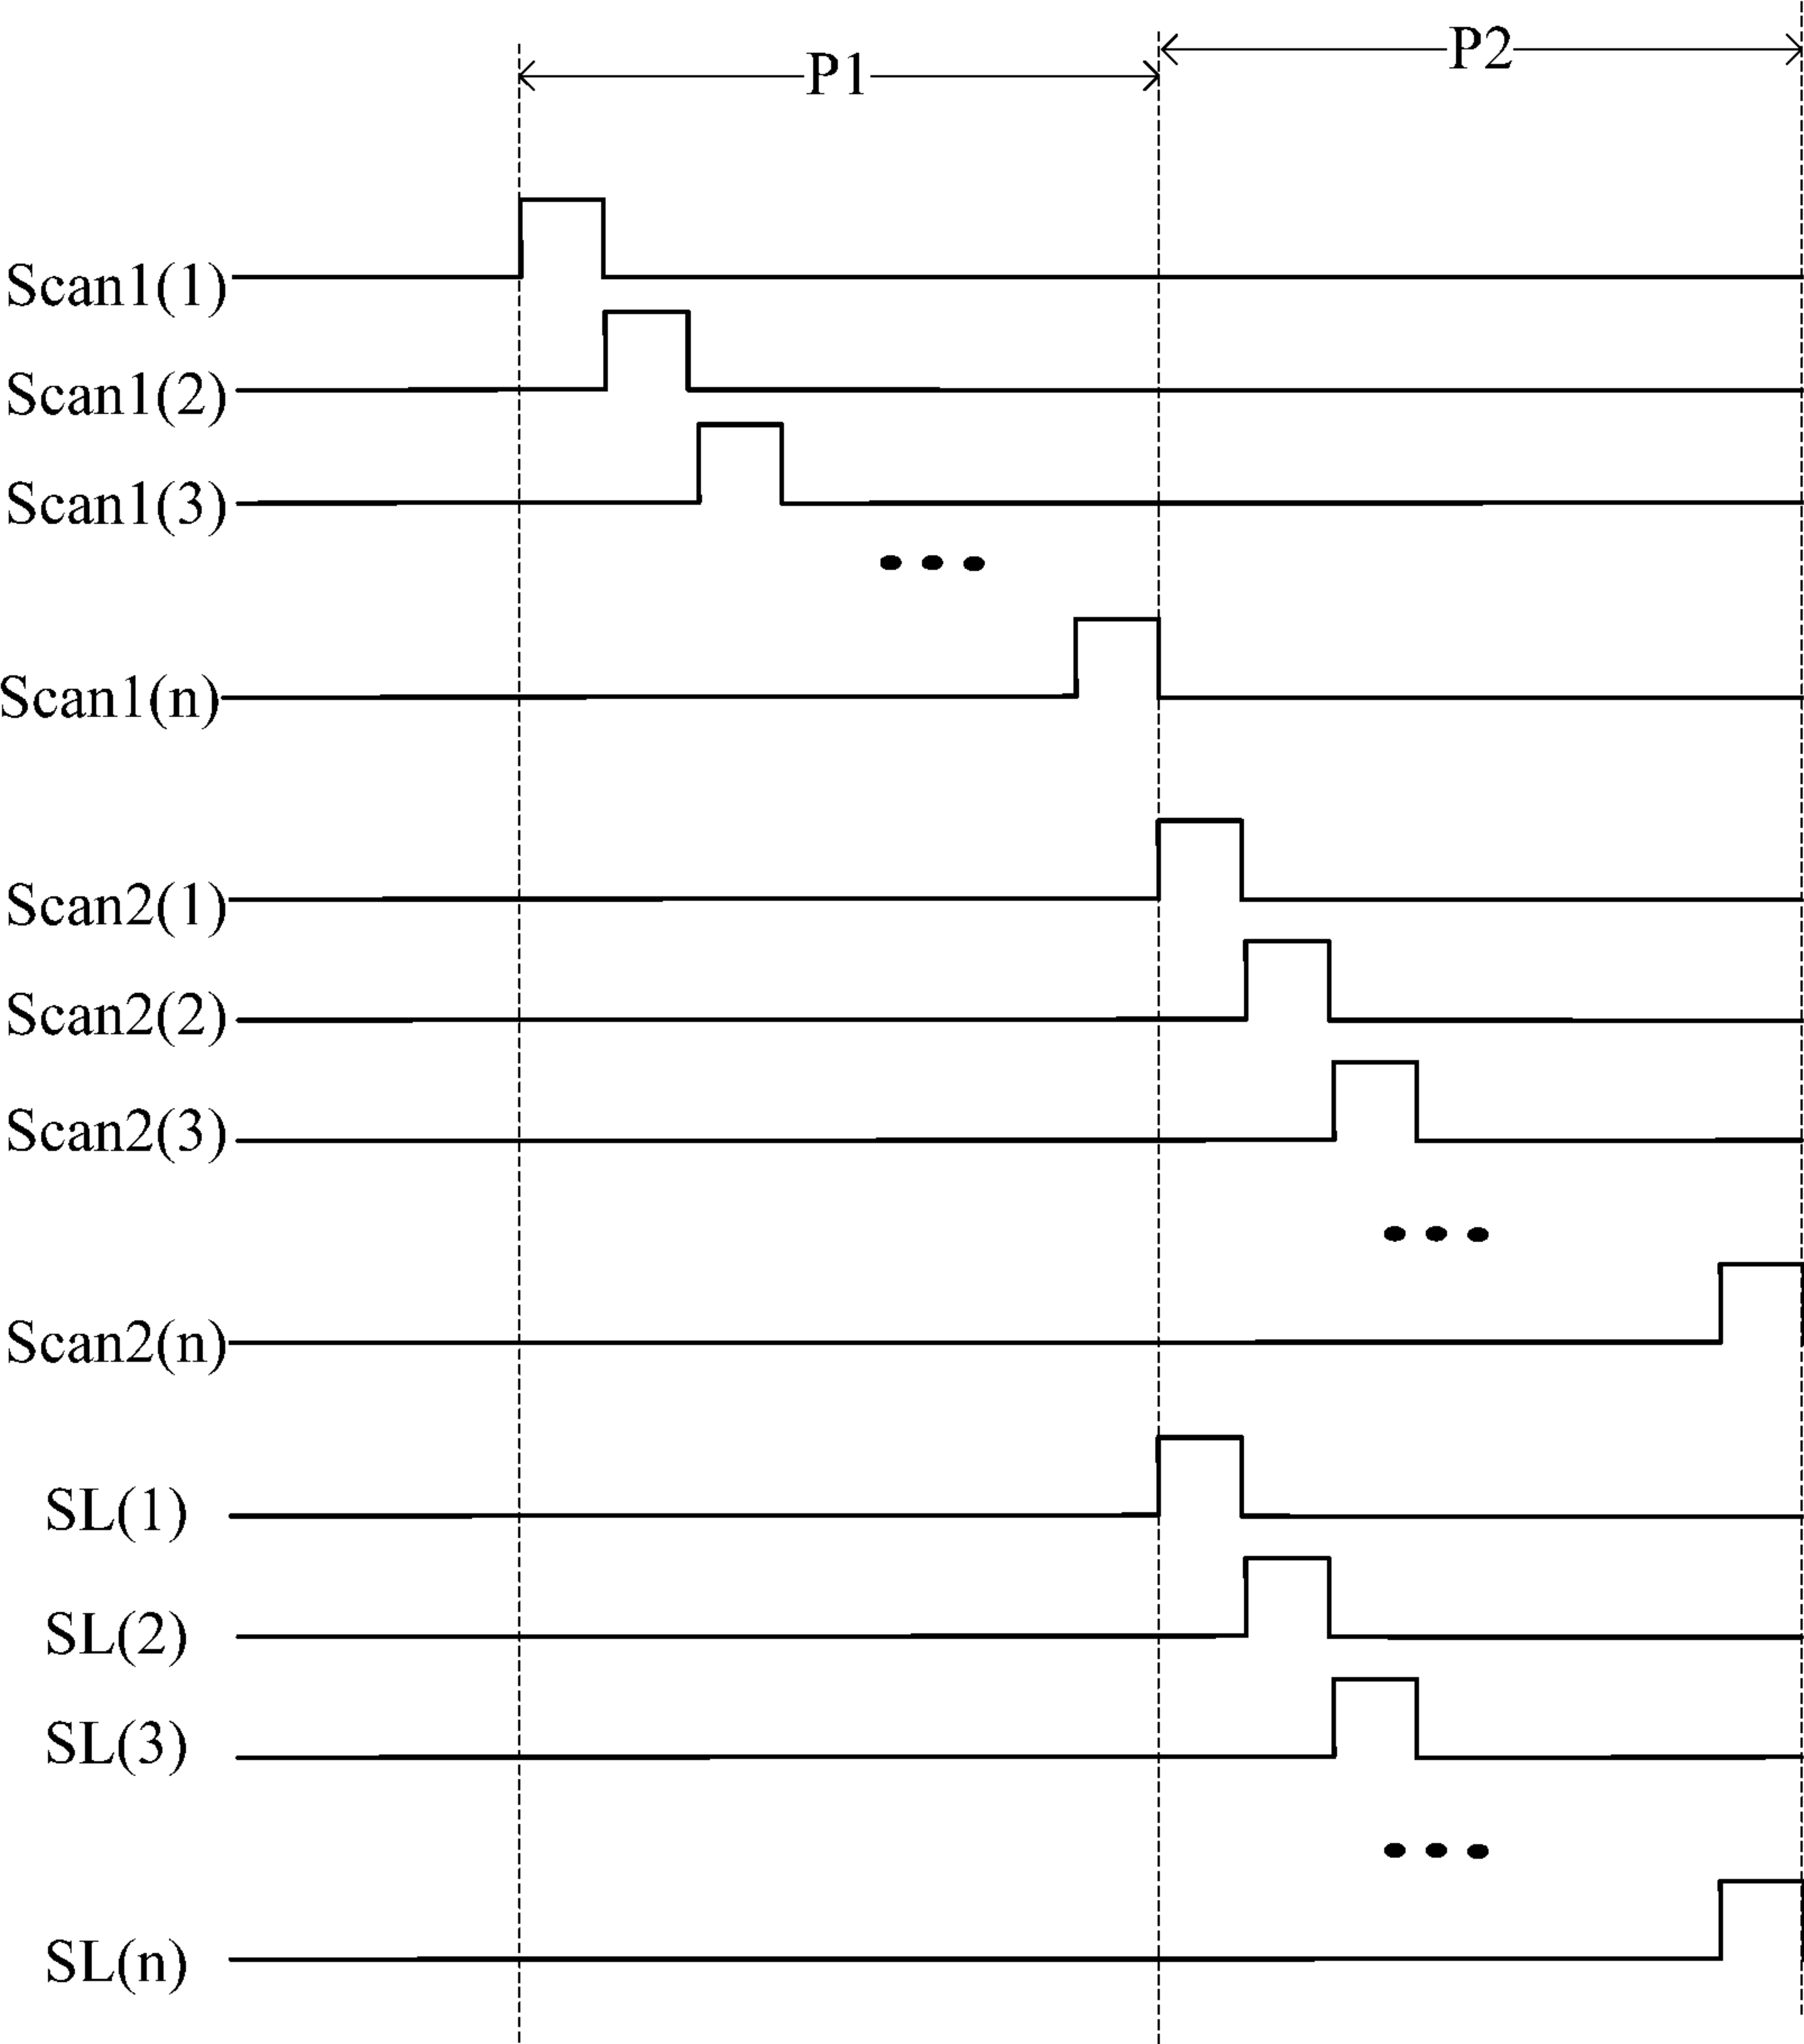 P1
P2
Scan1(1)
Scan1(2)
Scan1(3)
Scan1(n)
Scan2(1)
Scan2(2)
Scan2(3)
Scan2(n)
SL(1)
SL(2)
SL(3)
SL(n)